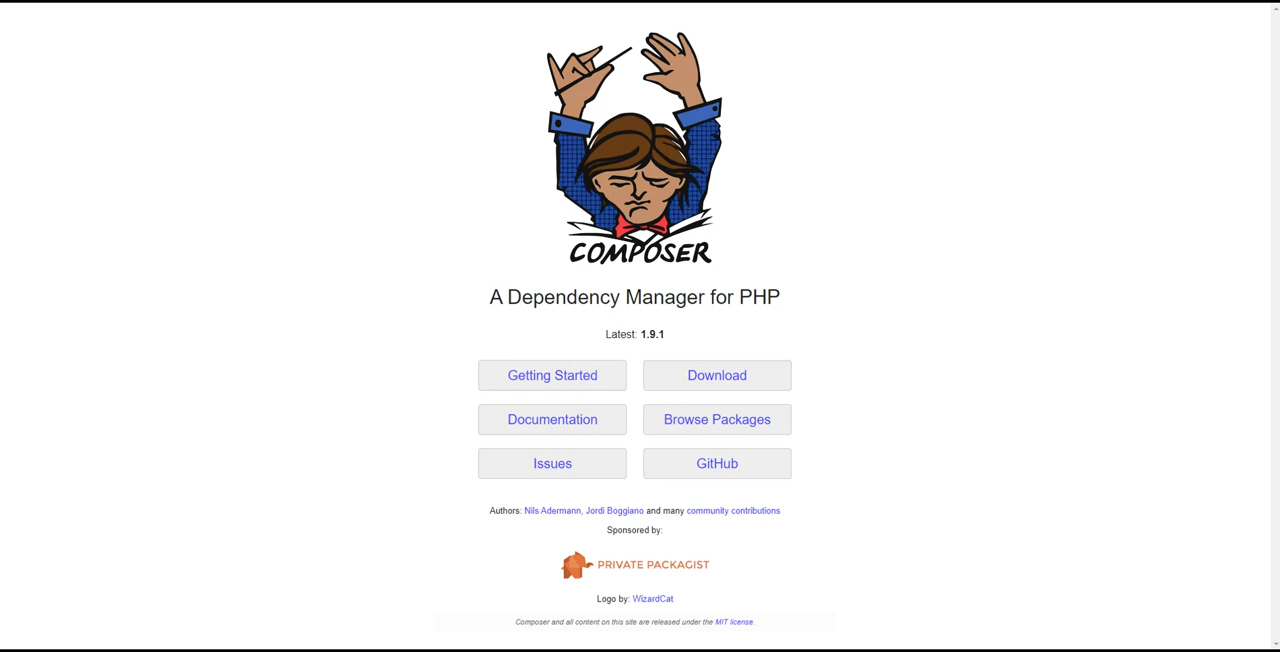 COMPOSER
A Dependency Manager for PHP
Latest: 1.9.1
Getting Started
Download
Documentation
Browse Packages
Issues
GitHub
Authors: Nils Adermann, Jordi Boggiano and many community contributions
Sponsored by:
PRIVATE PACKAGIST
Logo by: WizardCat
Composer and all content on this site are released under the MIT license.